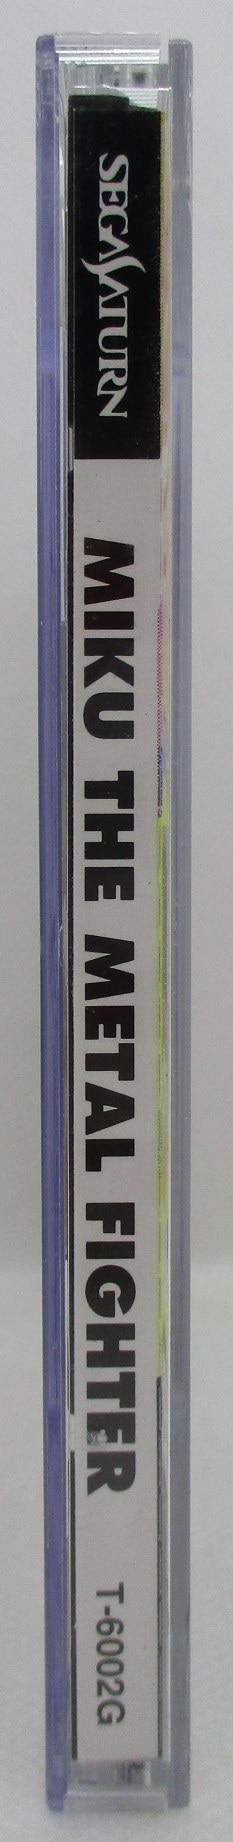 SEGA SATURN
MIKU THE METAL FIGHTER
T-6002G